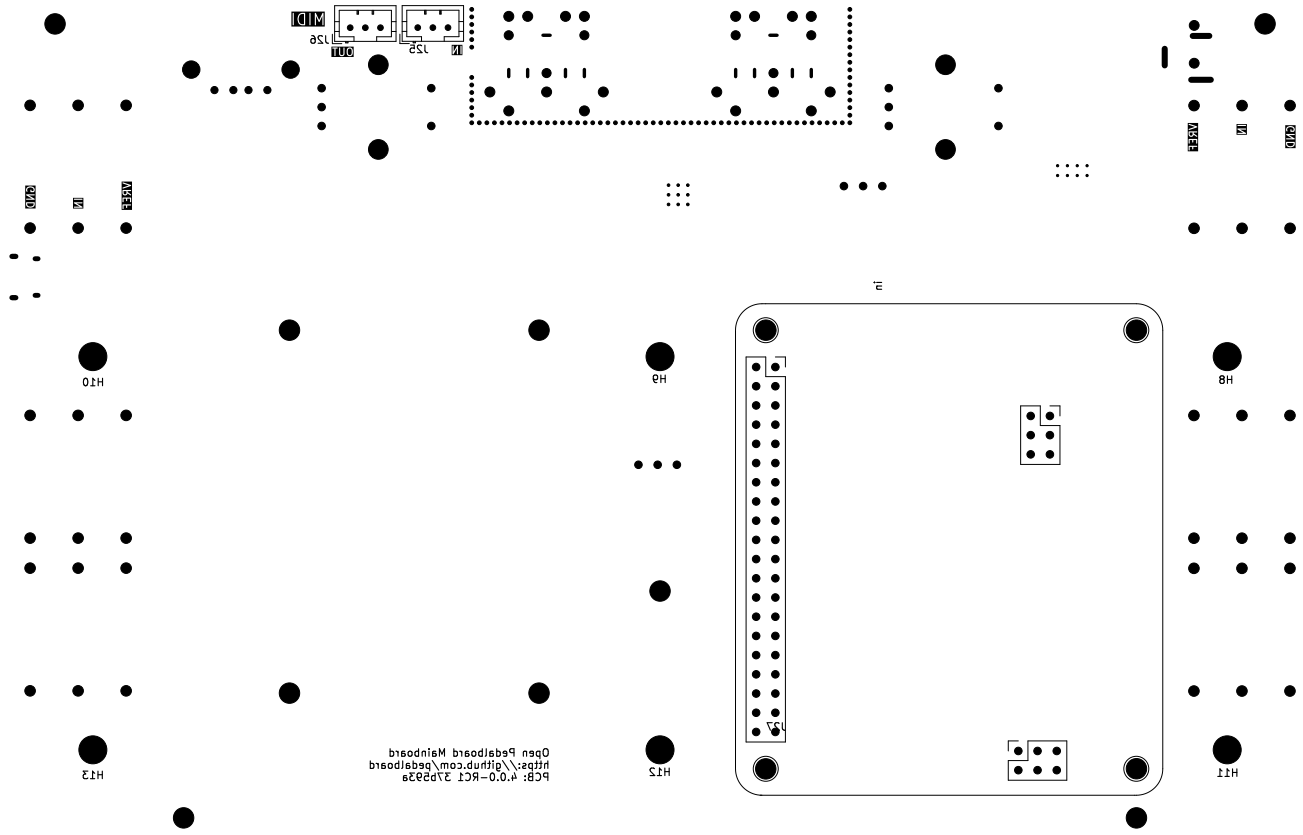 MIDI
J26
OUT
J25
IN
VREF
IN
GND
GND
IN
VREF
in
H10
H9
H8
J27
Open Pedalboard Mainboard
https://github.com/pedalboard
PCB: 4.0.0-RC1 37b593a
H13
H12
H11